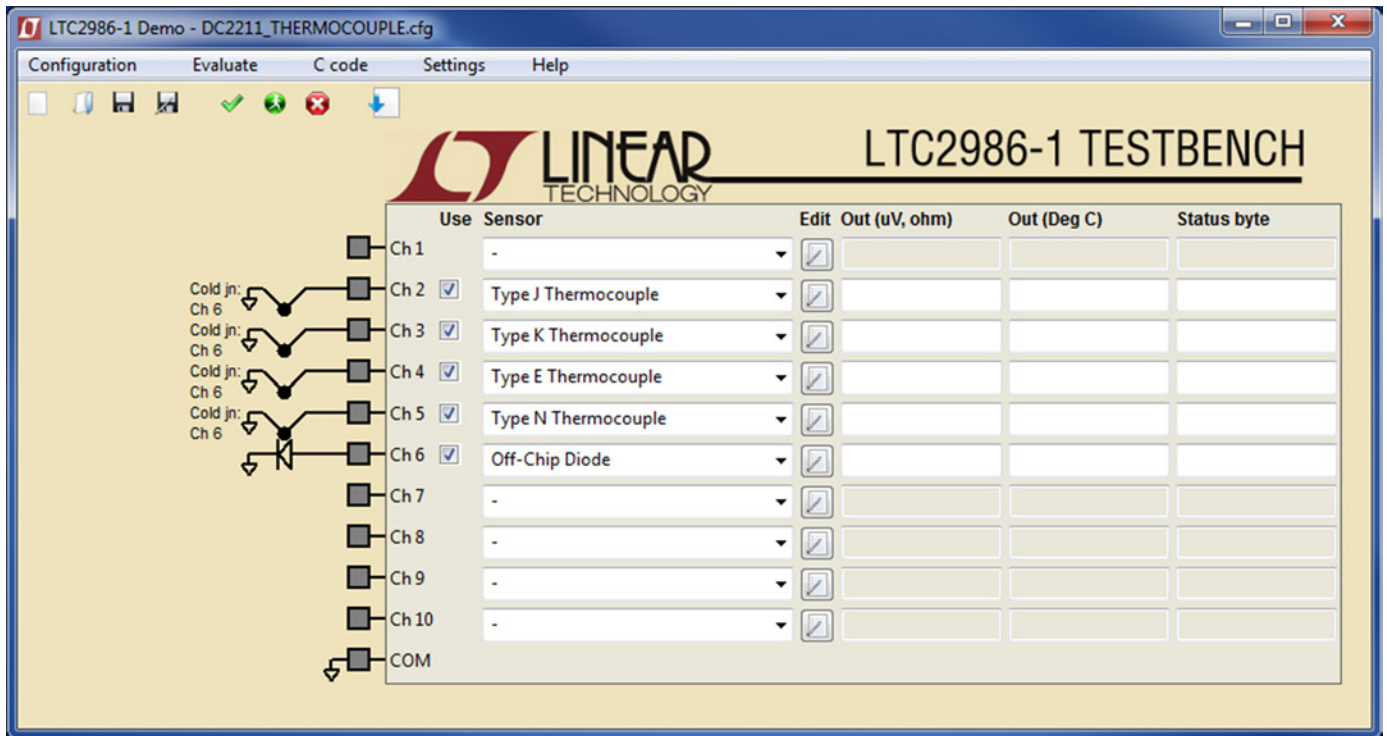 LTC2986-1 Demo - DC2211_THERMOCOUPLE.cfg
Configuration Evaluate C code Settings Help
LINEAR TECHNOLOGY
LTC2986-1 TESTBENCH
Use Sensor Edit Out (uV, ohm) Out (Deg C) Status byte
Ch 1 -
Cold jn: Ch 6 Ch 2 Type J Thermocouple
Cold jn: Ch 6 Ch 3 Type K Thermocouple
Cold jn: Ch 6 Ch 4 Type E Thermocouple
Cold jn: Ch 6 Ch 5 Type N Thermocouple
Ch 6 Off-Chip Diode
Ch 7 -
Ch 8 -
Ch 9 -
Ch 10 -
COM